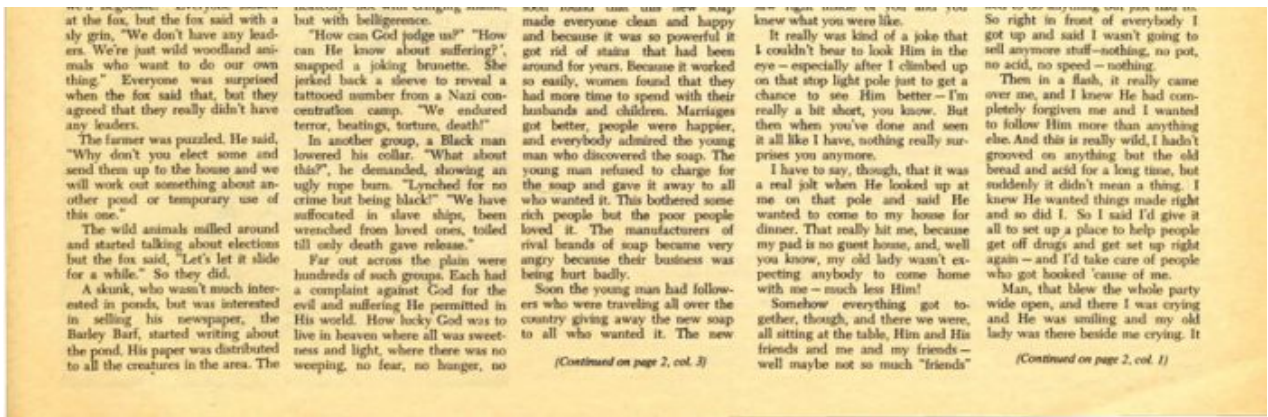 at the fox, but the fox said with a
sly grin, "We don't have any lead-
ers. We're just wild woodland ani-
mals who want to do our own
thing." Everyone was surprised
when the fox said that, but they
agreed that they really didn't have
any leaders.
The farmer was puzzled. He said,
"Why don't you elect some and
send them up to the house and we
will work out something about an-
other pond or temporary use of
this one."
The wild animals milled around
and started talking about elections
but the fox said, "Let's let it slide
for a while." So they did.
A skunk, who wasn't much inter-
ested in ponds, but was interested
in selling his newspaper, the
Barley Barf, started writing about
the pond. His paper was distributed
to all the creatures in the area. The
but with belligerence.
"How can God judge us?" "How
can He know about suffering?",
snapped a joking brunette. She
jerked back a sleeve to reveal a
tattooed number from a Nazi con-
centration camp. "We endured
terror, beatings, torture, death!"
In another group, a Black man
lowered his collar. "What about
this?", he demanded, showing an
ugly rope burn. "Lynched for no
crime but being black!" "We have
suffocated in slave ships, been
wrenched from loved ones, toiled
till only death gave release."
Far out across the plain were
hundreds of such groups. Each had
a complaint against God for the
evil and suffering He permitted in
His world. How lucky God was to
live in heaven where all was sweet-
ness and light, where there was no
weeping, no fear, no hunger, no
soon found that this new soap
made everyone clean and happy
and because it was so powerful it
got rid of stains that had been
around for years. Because it worked
so easily, women found that they
had more time to spend with their
husbands and children. Marriages
got better, people were happier,
and everybody admired the young
man who discovered the soap. The
young man refused to charge for
the soap and gave it away to all
who wanted it. This bothered some
rich people but the poor people
loved it. The manufacturers of
rival brands of soap became very
angry because their business was
being hurt badly.
Soon the young man had follow-
ers who were traveling all over the
country giving away the new soap
to all who wanted it. The new
(Continued on page 2, col. 3)
knew what you were like.
It really was kind of a joke that
I couldn't bear to look Him in the
eye – especially after I climbed up
on that stop light pole just to get a
chance to see Him better – I'm
really a bit short, you know. But
then when you've done and seen
it all like I have, nothing really sur-
prises you anymore.
I have to say, though, that it was
a real jolt when He looked up at
me on that pole and said He
wanted to come to my house for
dinner. That really hit me, because
my pad is no guest house, and, well
you know, my old lady wasn't ex-
pecting anybody to come home
with me – much less Him!
Somehow everything got to-
gether, though, and there we were,
all sitting at the table, Him and His
friends and me and my friends –
well maybe not so much "friends"
So right in front of everybody I
got up and said I wasn't going to
sell anymore stuff–nothing, no pot,
no acid, no speed – nothing.
Then in a flash, it really came
over me, and I knew He had com-
pletely forgiven me and I wanted
to follow Him more than anything
else. And this is really wild, I hadn't
grooved on anything but the old
bread and acid for a long time, but
suddenly it didn't mean a thing. I
knew He wanted things made right
and so did I. So I said I'd give it
all to set up a place to help people
get off drugs and get set up right
again – and I'd take care of people
who got hooked 'cause of me.
Man, that blew the whole party
wide open, and there I was crying
and He was smiling and my old
lady was there beside me crying. It
(Continued on page 2, col. 1)